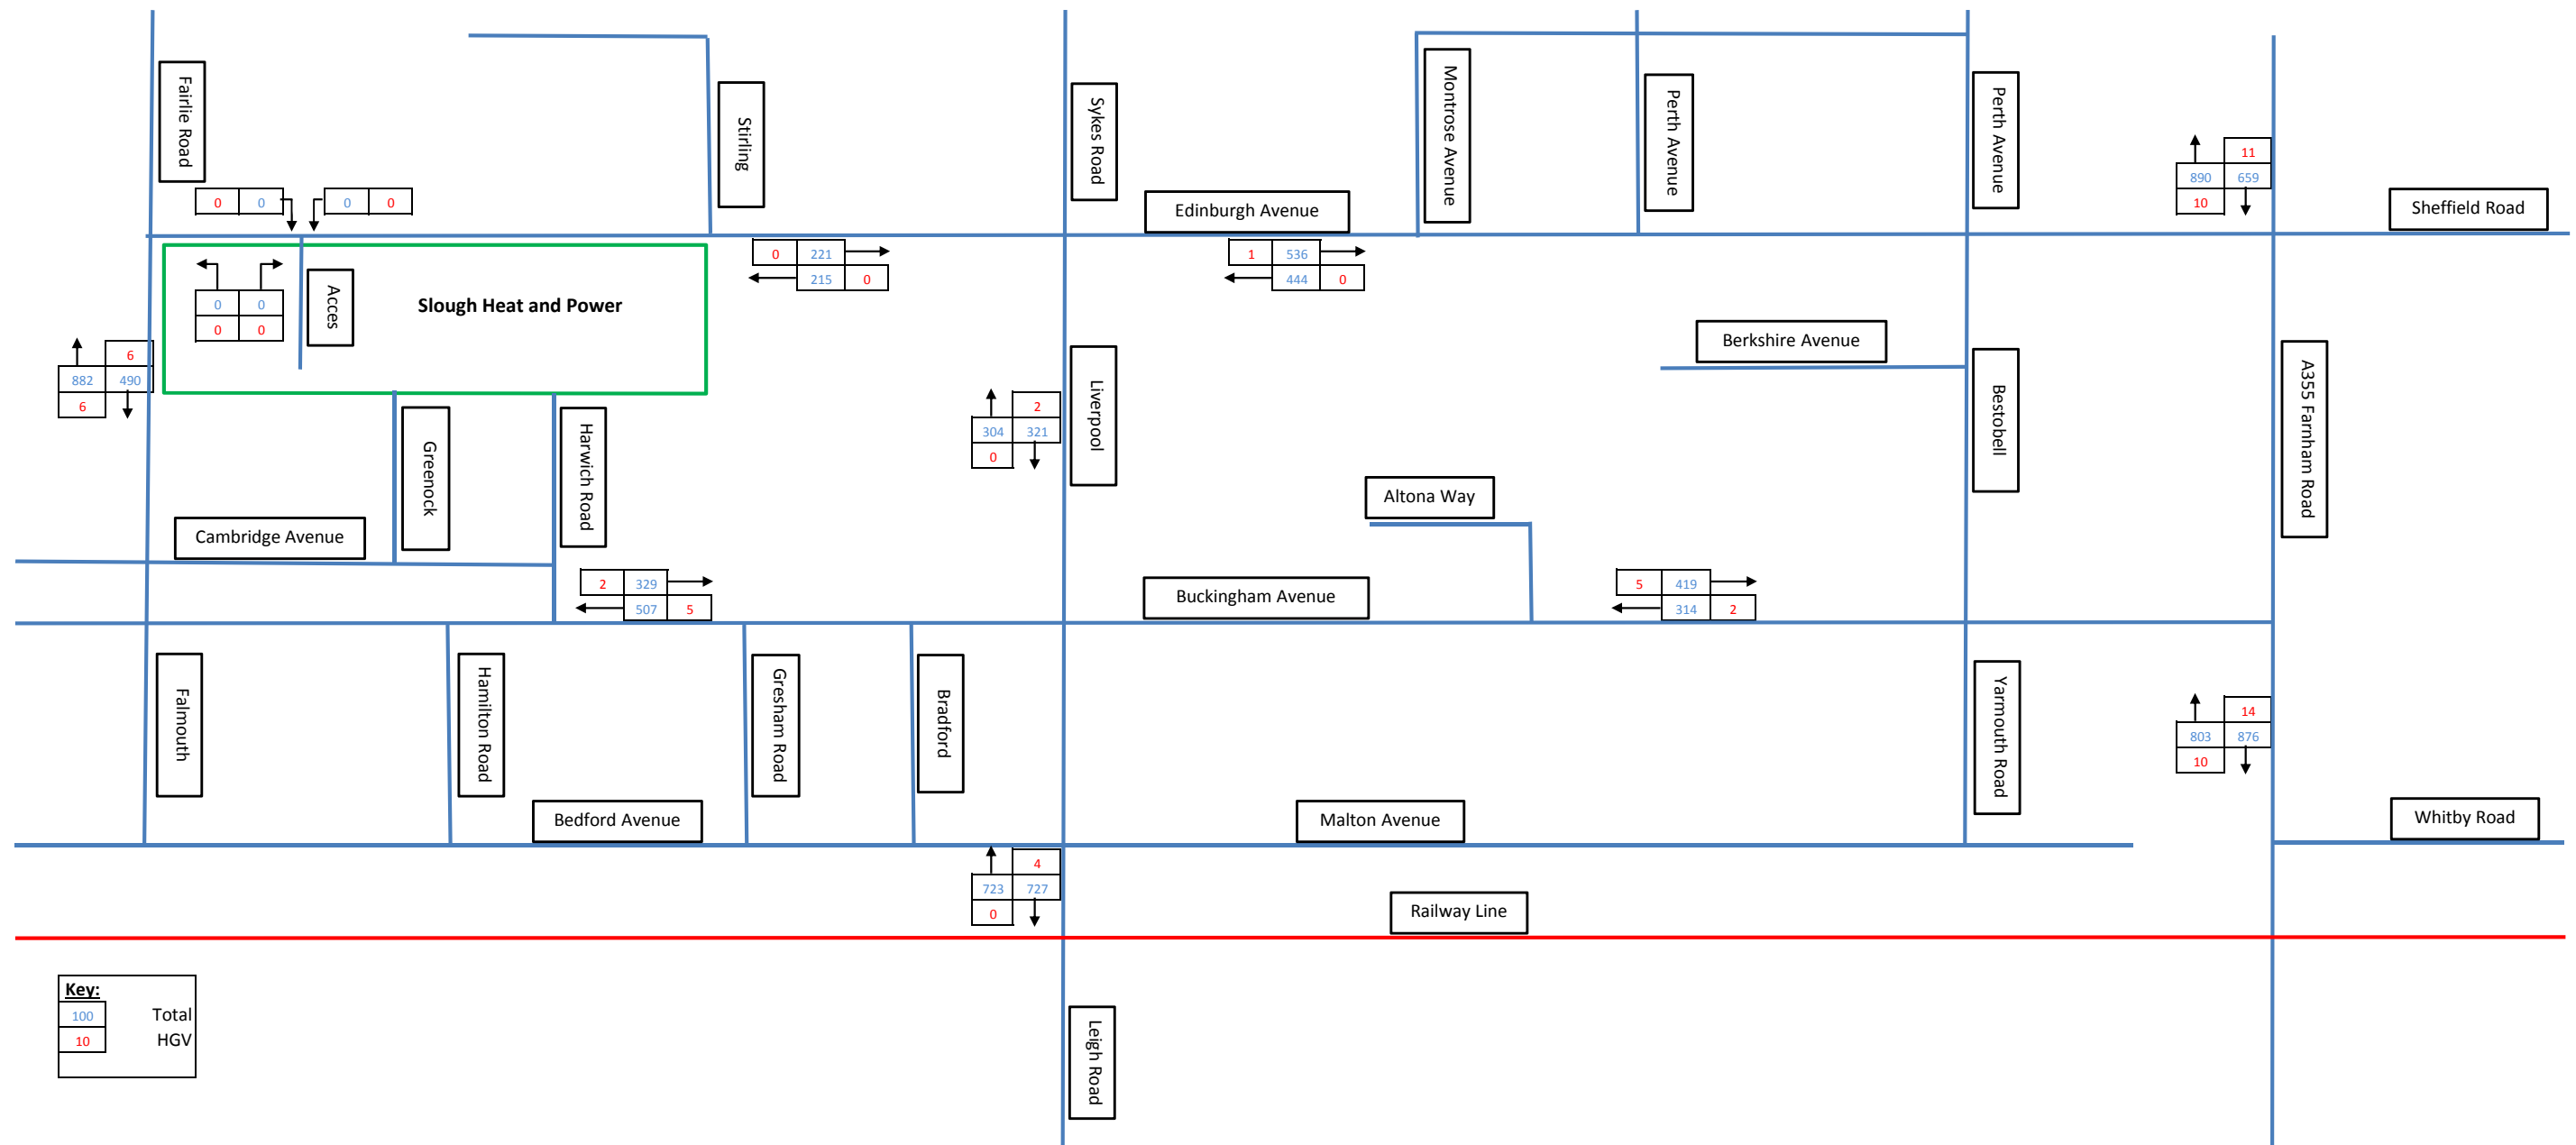 Fairlie Road
Stirling
Sykes Road
Montrose Avenue
Perth Avenue
Perth Avenue
11
890 659
10
Sheffield Road
Edinburgh Avenue
0 0
0 0
0 221
215 0
1 536
444 0
0 0
0 0
Acces
Slough Heat and Power
6
882 490
6
Berkshire Avenue
Liverpool
Bestobell
A355 Farnham Road
2
304 321
0
Greenock
Harwich Road
Altona Way
Cambridge Avenue
2 329
507 5
Buckingham Avenue
5 419
314 2
Falmouth
Hamilton Road
Gresham Road
Bradford
Yarmouth Road
14
803 876
10
Bedford Avenue
Malton Avenue
Whitby Road
4
723 727
0
Railway Line
Key:
100 Total
10 HGV
Leigh Road